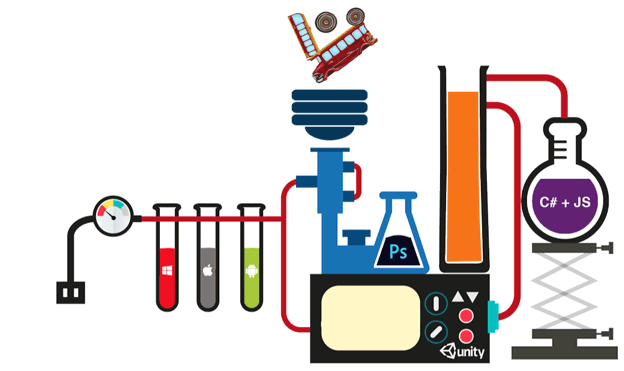 C# + JS
Ps
unity